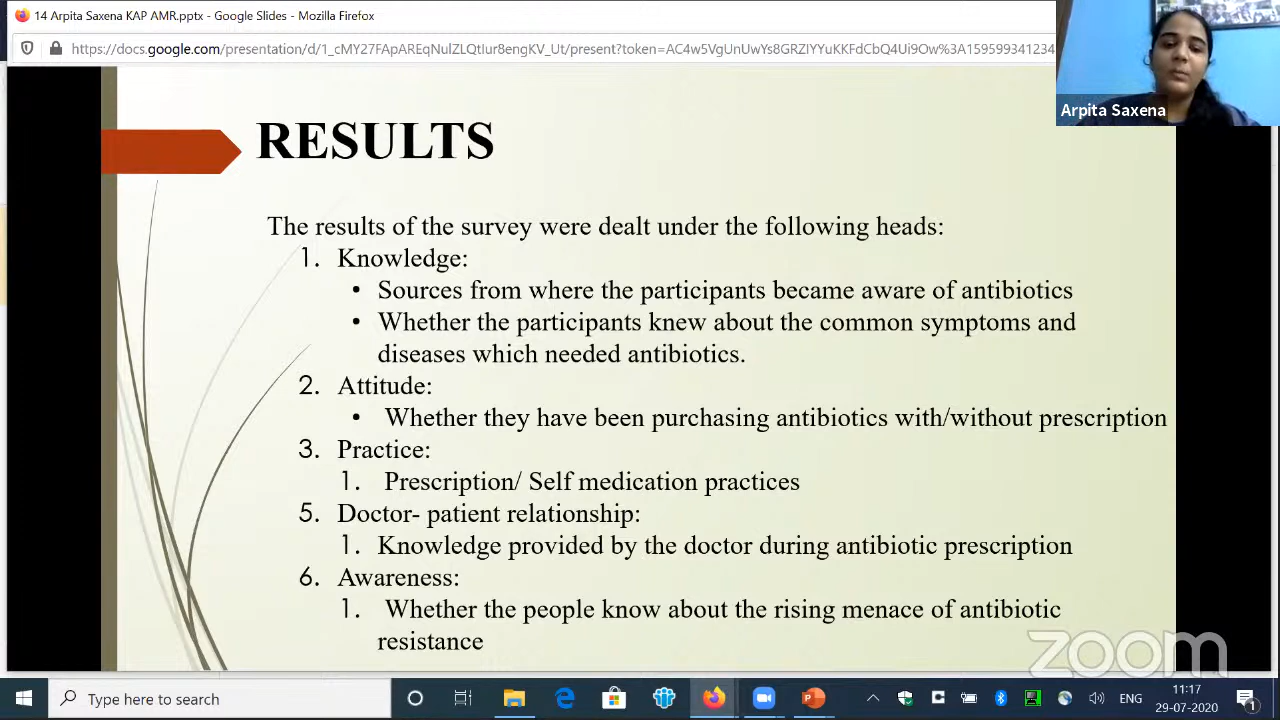 14 Arpita Saxena KAP AMR.pptx - Google Slides - Mozilla Firefox
https://docs.google.com/presentation/d/1_cMY27FApAREqNulZLQtlur8engKV_Ut/present?token=AC4w5VgUnUwYs8GRZIYYuKKFdCbQ4Ui9Ow%3A159599341234
Arpita Saxena
RESULTS
The results of the survey were dealt under the following heads:
1. Knowledge:
• Sources from where the participants became aware of antibiotics
• Whether the participants knew about the common symptoms and
diseases which needed antibiotics.
2. Attitude:
• Whether they have been purchasing antibiotics with/without prescription
3. Practice:
1. Prescription/ Self medication practices
5. Doctor- patient relationship:
1. Knowledge provided by the doctor during antibiotic prescription
6. Awareness:
1. Whether the people know about the rising menace of antibiotic
resistance
zoom
Type here to search
ENG
11:17
29-07-2020
1